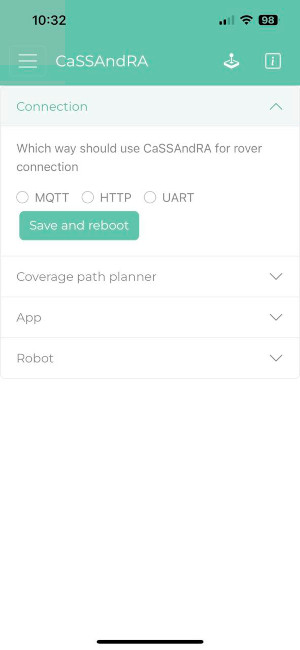 10:32
98
CaSSAndRA
Connection
Which way should use CaSSAndRA for rover
connection
MQTT HTTP UART
Save and reboot
Coverage path planner
App
Robot